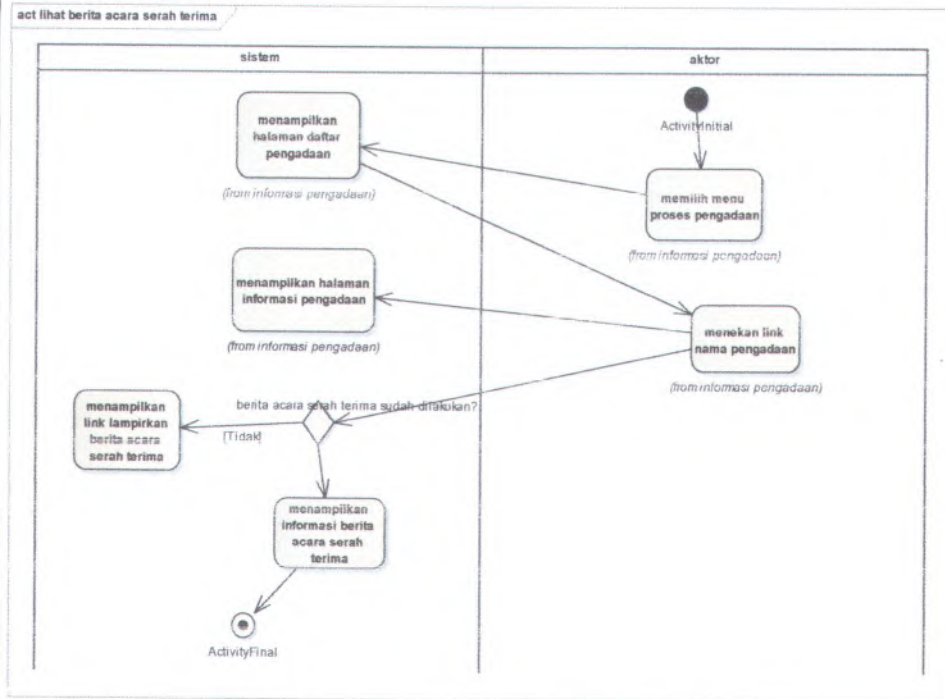 act lihat berita acara serah terima
sistem
aktor
menampilkan
halaman daftar
pengadaan
(from informasi pengadaan)
ActivityInitial
memilih menu
proses pengadaan
(from informasi pengadaan)
menampilkan halaman
informasi pengadaan
(from informasi pengadaan)
menekan link
nama pengadaan
(from informasi pengadaan)
berita acara serah terima sudah dilakukan?
[Tidak]
menampilkan
link lampirkan
berita acara
serah terima
menampilkan
informasi berita
acara serah
terima
ActivityFinal